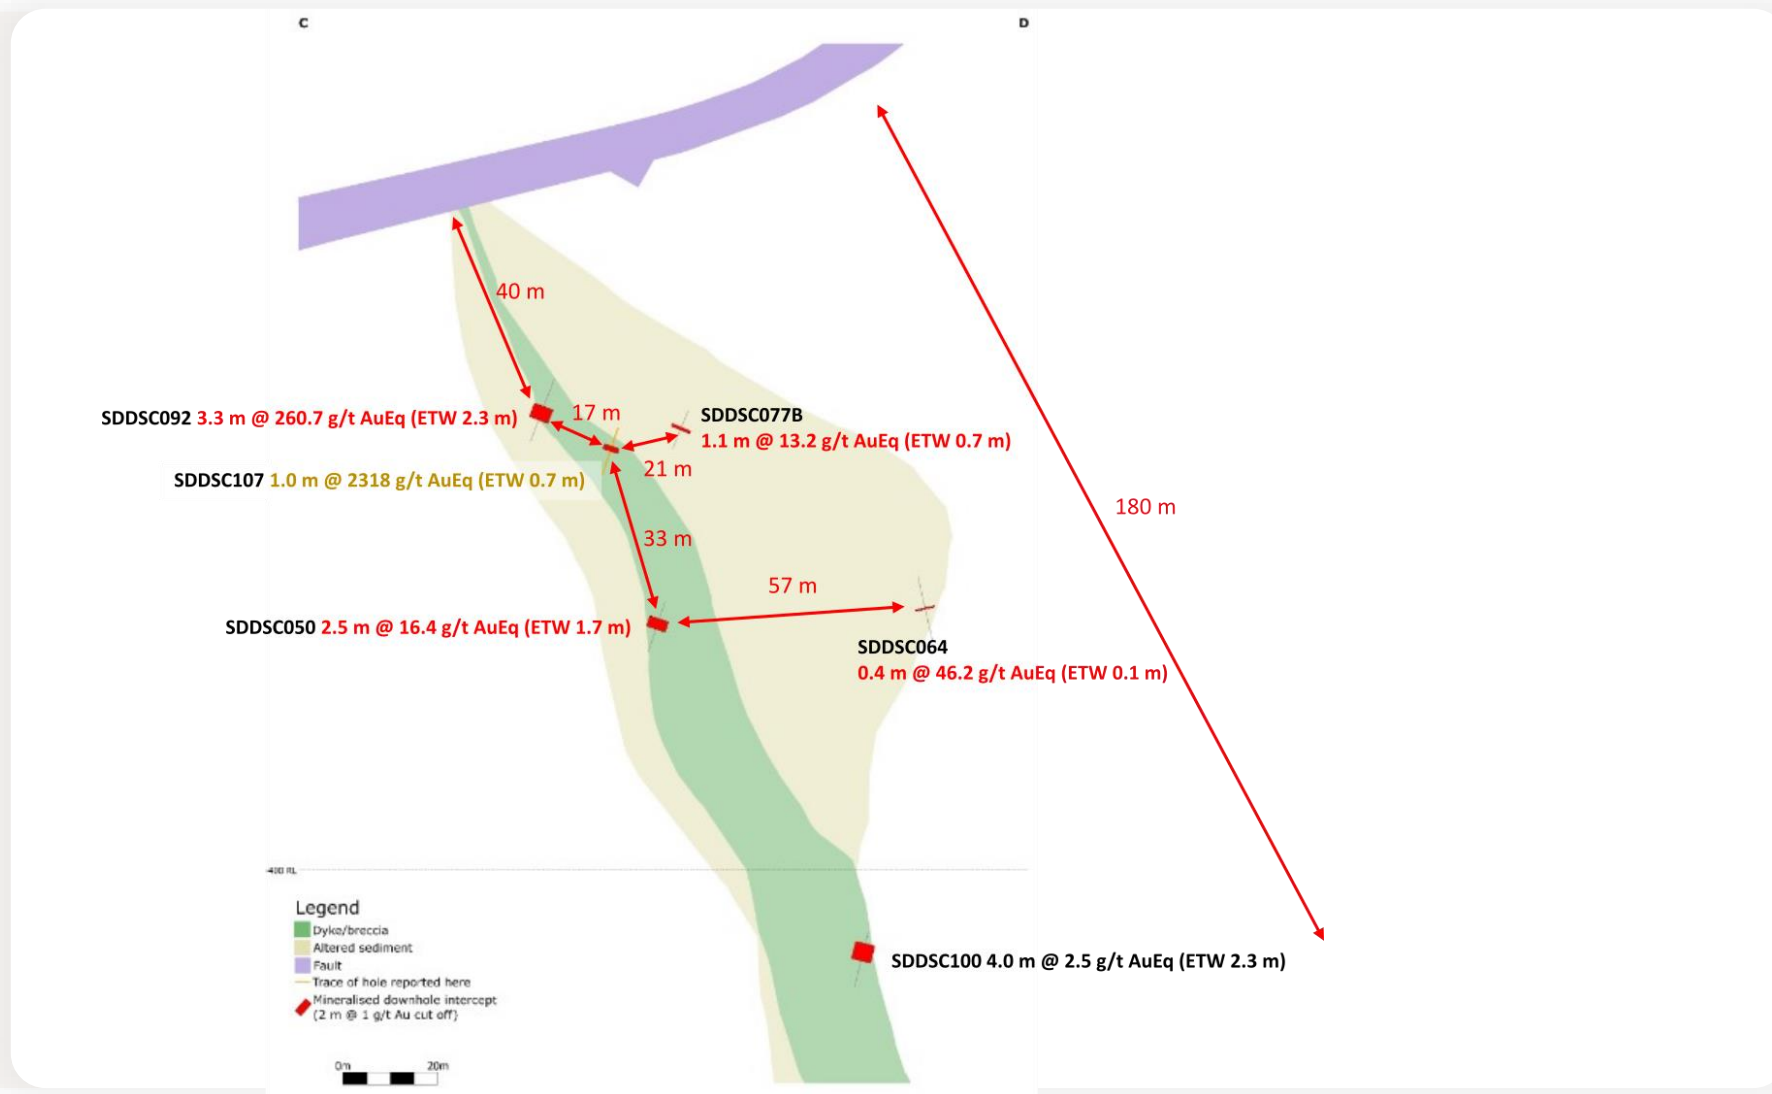 C
D
40 m
SDDSC092 3.3 m @ 260.7 g/t AuEq (ETW 2.3 m)
17 m
SDDSC077B
1.1 m @ 13.2 g/t AuEq (ETW 0.7 m)
21 m
SDDSC107 1.0 m @ 2318 g/t AuEq (ETW 0.7 m)
180 m
33 m
57 m
SDDSC050 2.5 m @ 16.4 g/t AuEq (ETW 1.7 m)
SDDSC064
0.4 m @ 46.2 g/t AuEq (ETW 0.1 m)
-400 RL
Legend
Dyke/breccia
Altered sediment
Fault
Trace of hole reported here
Mineralised downhole intercept
(2 m @ 1 g/t Au cut off)
SDDSC100 4.0 m @ 2.5 g/t AuEq (ETW 2.3 m)
0m 20m